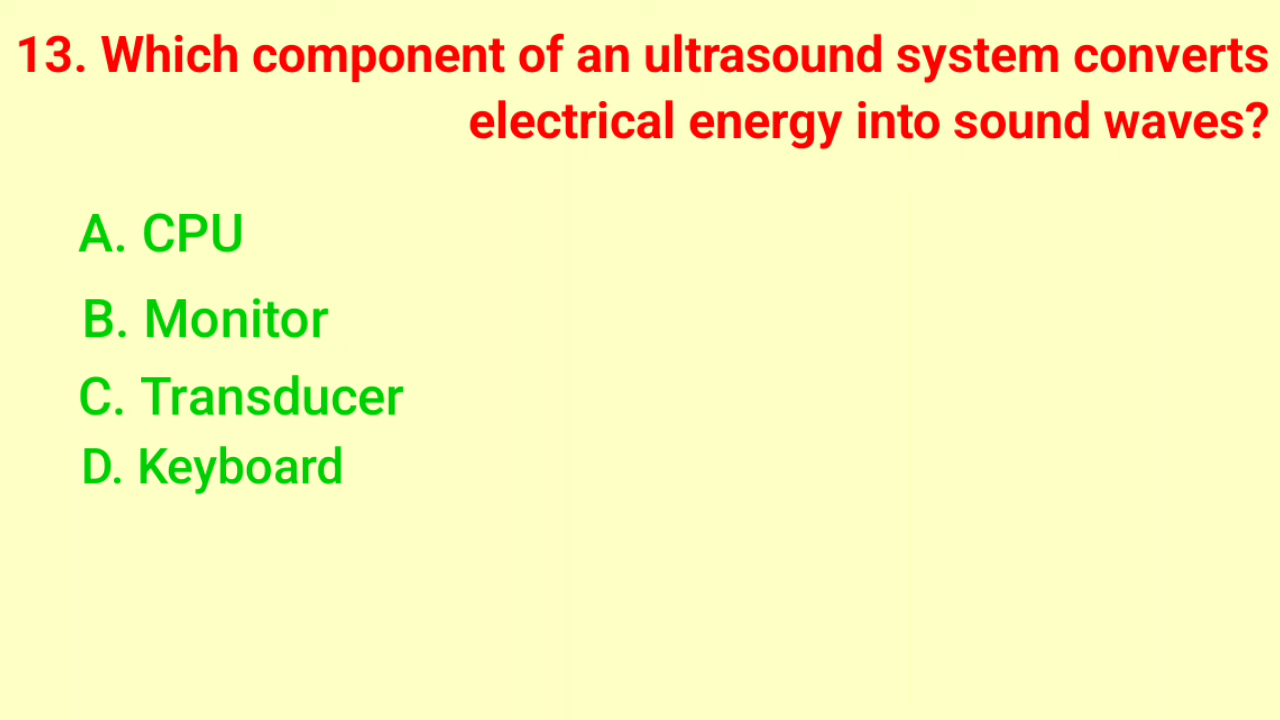 13. Which component of an ultrasound system converts
electrical energy into sound waves?
A. CPU
B. Monitor
C. Transducer
D. Keyboard